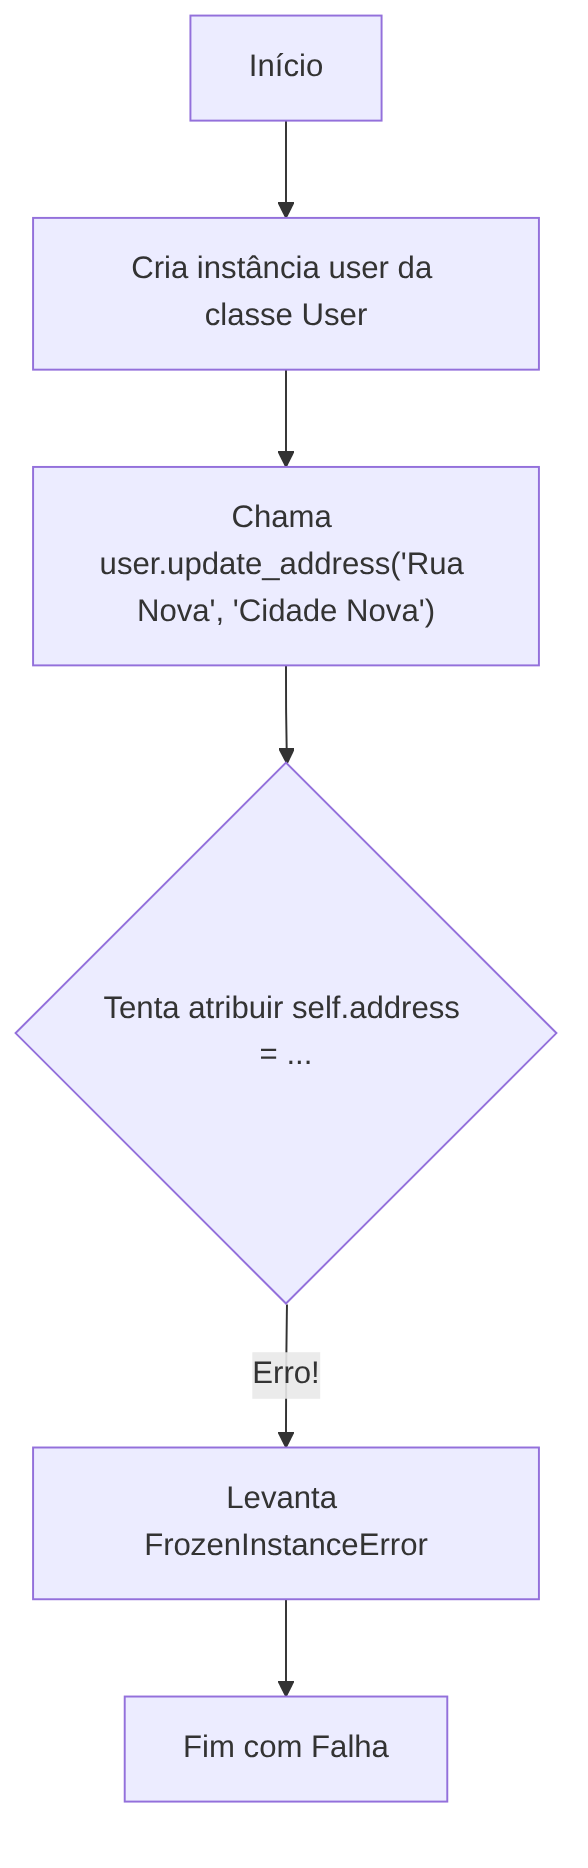 Início
Cria instância user da
classe User
Chama
user.update_address('Rua
Nova', 'Cidade Nova')
Tenta atribuir self.address
= ...
Erro!
Levanta
FrozenInstanceError
Fim com Falha